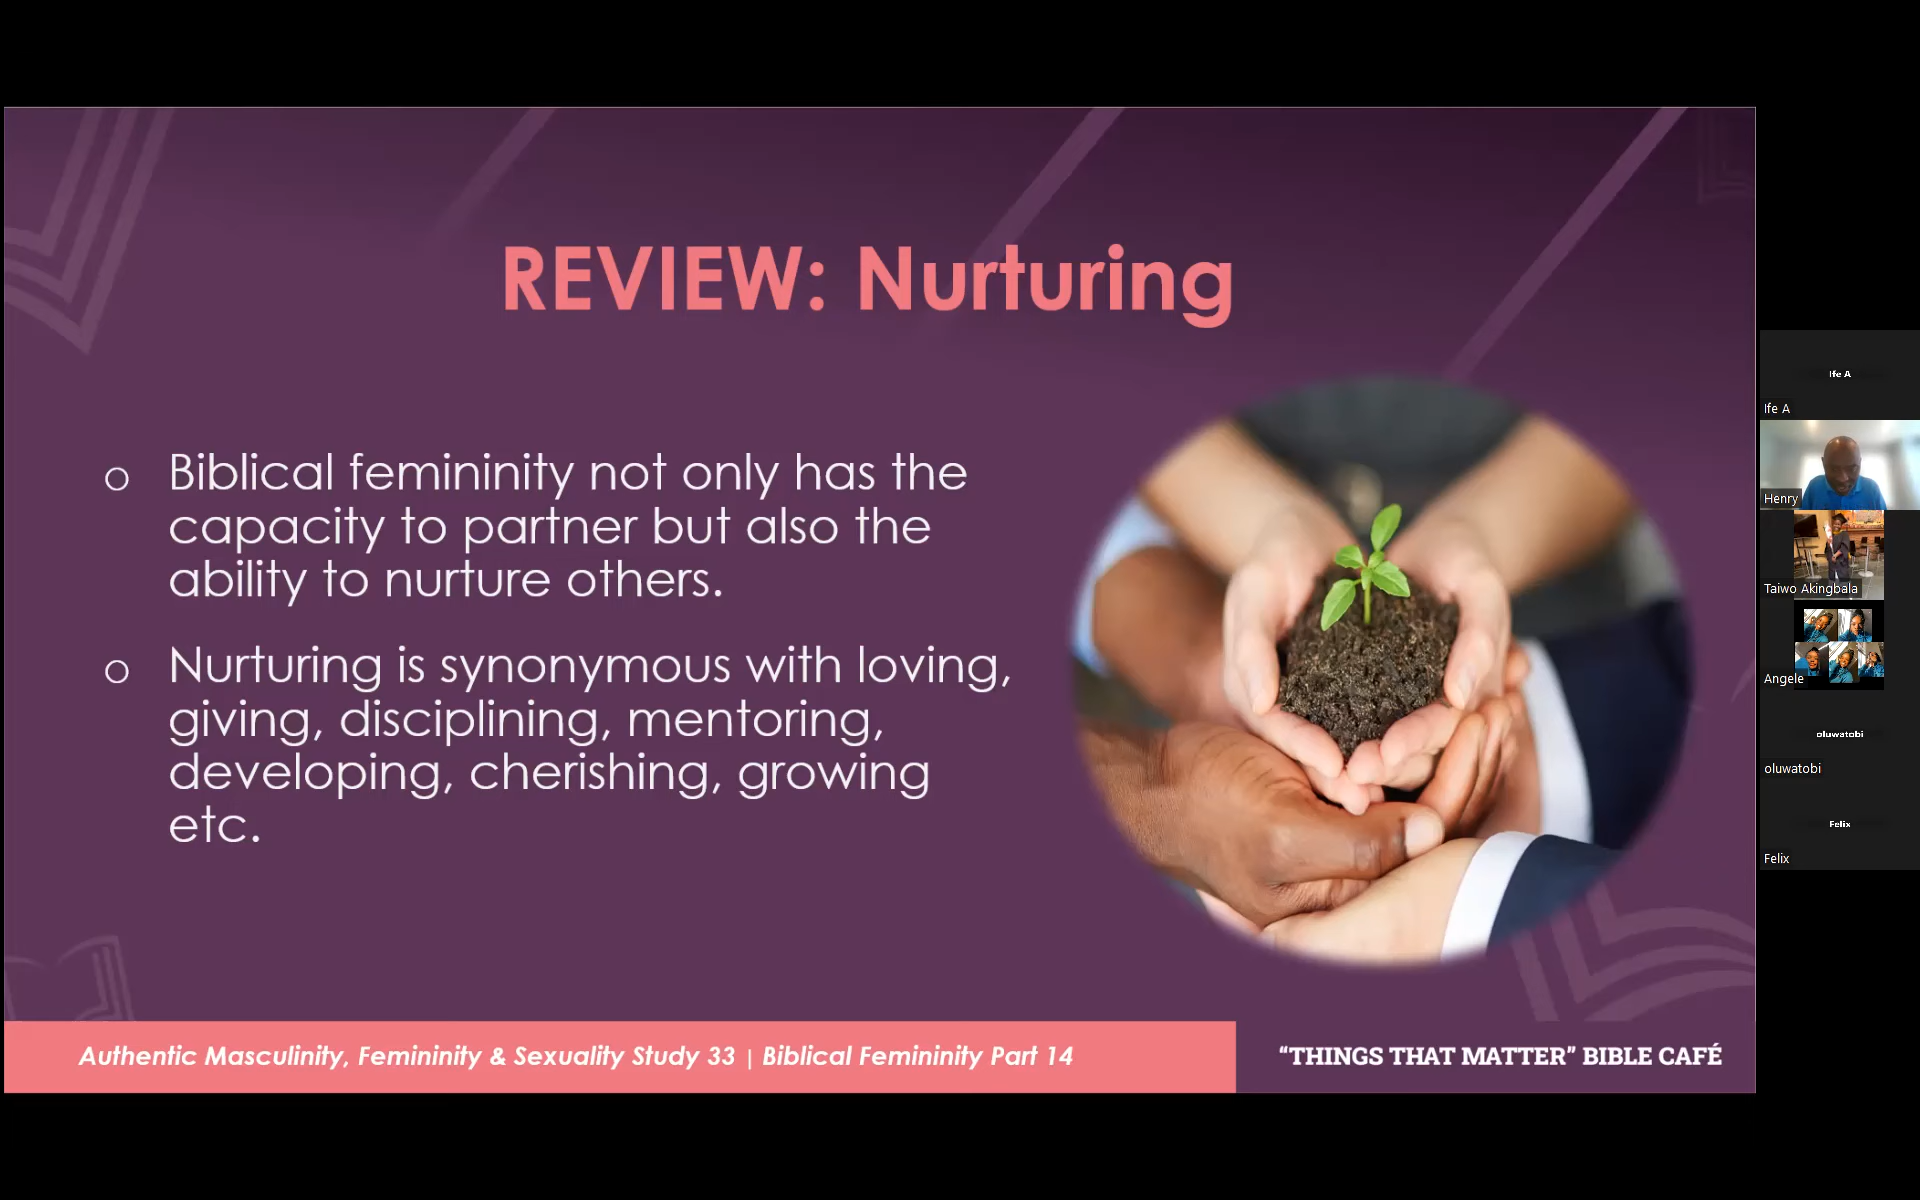 REVIEW: Nurturing
o Biblical femininity not only has the
capacity to partner but also the
ability to nurture others.
o Nurturing is synonymous with loving,
giving, disciplining, mentoring,
developing, cherishing, growing
etc.
Authentic Masculinity, Femininity & Sexuality Study 33 | Biblical Femininity Part 14
“THINGS THAT MATTER” BIBLE CAFÉ
Ife A
Ife A
Henry
Taiwo Akingbala
Angele
oluwatobi
oluwatobi
Felix
Felix